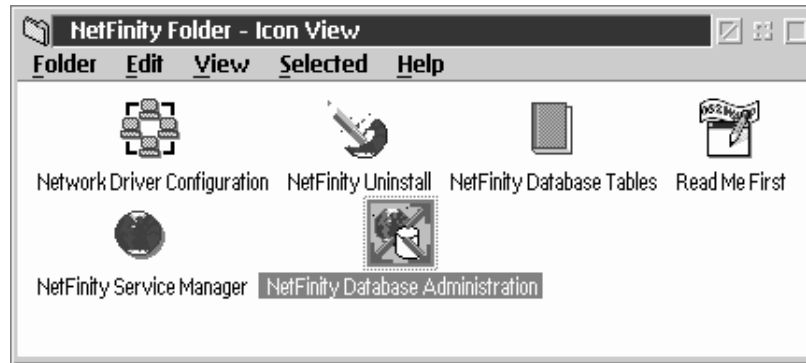 NetFinity Folder - Icon View
Folder Edit View Selected Help
Network Driver Configuration NetFinity Uninstall NetFinity Database Tables Read Me First
NetFinity Service Manager NetFinity Database Administration